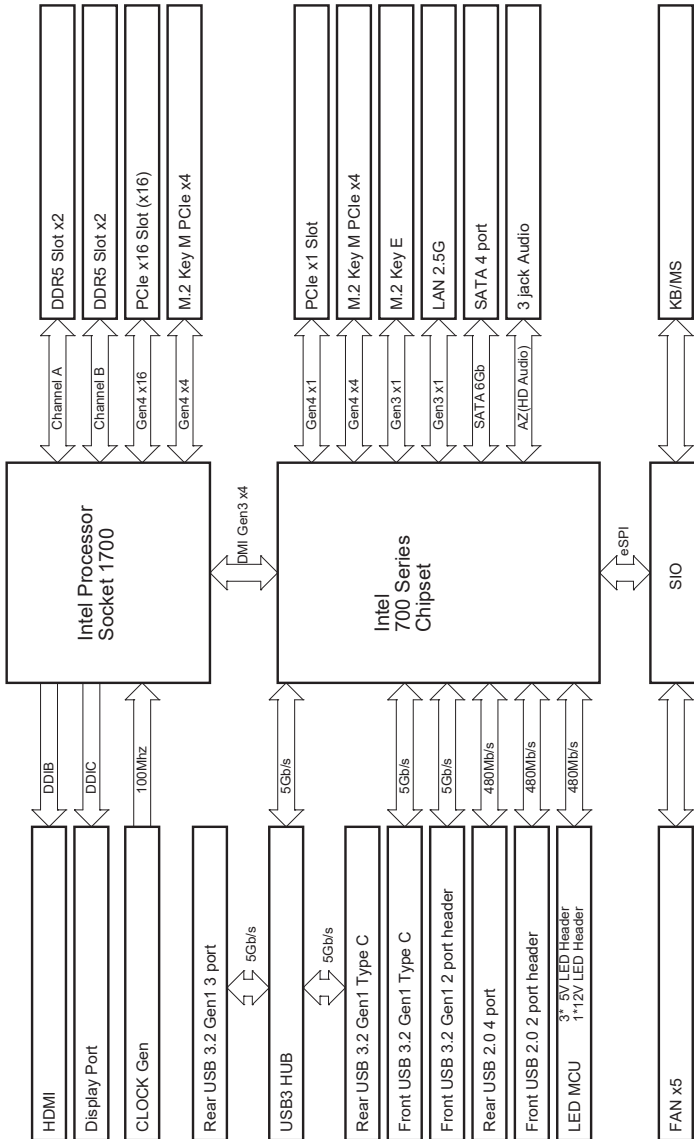 HDMI
Display Port
CLOCK Gen
Rear USB 3.2 Gen1 3 port
USB3 HUB
Rear USB 3.2 Gen1 Type C
Front USB 3.2 Gen1 Type C
Front USB 3.2 Gen1 2 port header
Rear USB 2.0 4 port
Front USB 2.0 2 port header
LED MCU
3* 5V LED Header
1*12V LED Header
FAN x5
5Gb/s
5Gb/s
DDIB
DDIC
100Mhz
5Gb/s
5Gb/s
5Gb/s
480Mb/s
480Mb/s
480Mb/s
Intel Processor
Socket 1700
DMI Gen3 x4
Intel
700 Series
Chipset
eSPI
SIO
Channel A
Channel B
Gen4 x16
Gen4 x4
Gen4 x1
Gen4 x4
Gen3 x1
Gen3 x1
SATA 6Gb
AZ(HD Audio)
DDR5 Slot x2
DDR5 Slot x2
PCIe x16 Slot (x16)
M.2 Key M PCIe x4
PCIe x1 Slot
M.2 Key M PCIe x4
M.2 Key E
LAN 2.5G
SATA 4 port
3 jack Audio
KB/MS